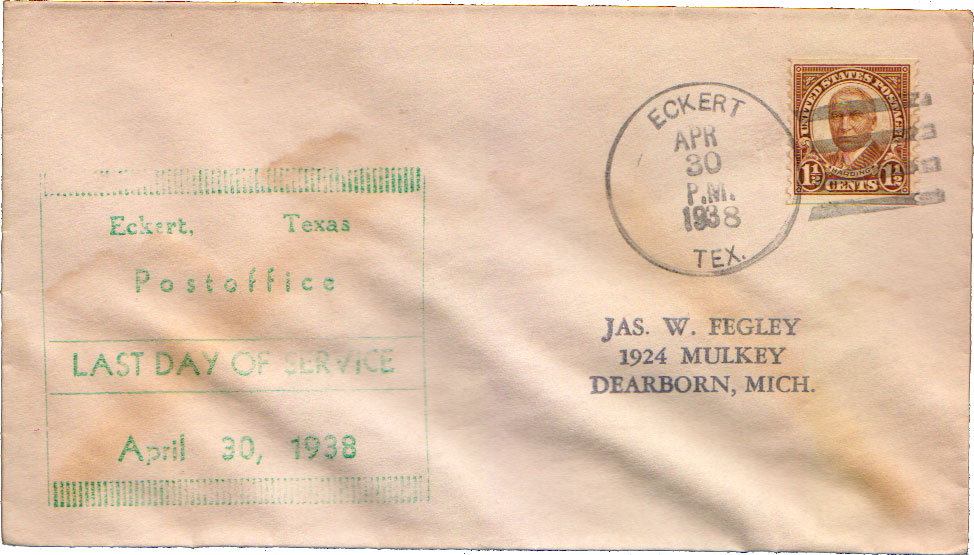 Eckert, Texas
Postoffice
LAST DAY OF SERVICE
April 30, 1938
ECKERT
APR
30
P.M.
1938
TEX.
UNITED STATES POSTAGE
HARDING
1½ CENTS 1½
JAS. W. FEGLEY
1924 MULKEY
DEARBORN, MICH.